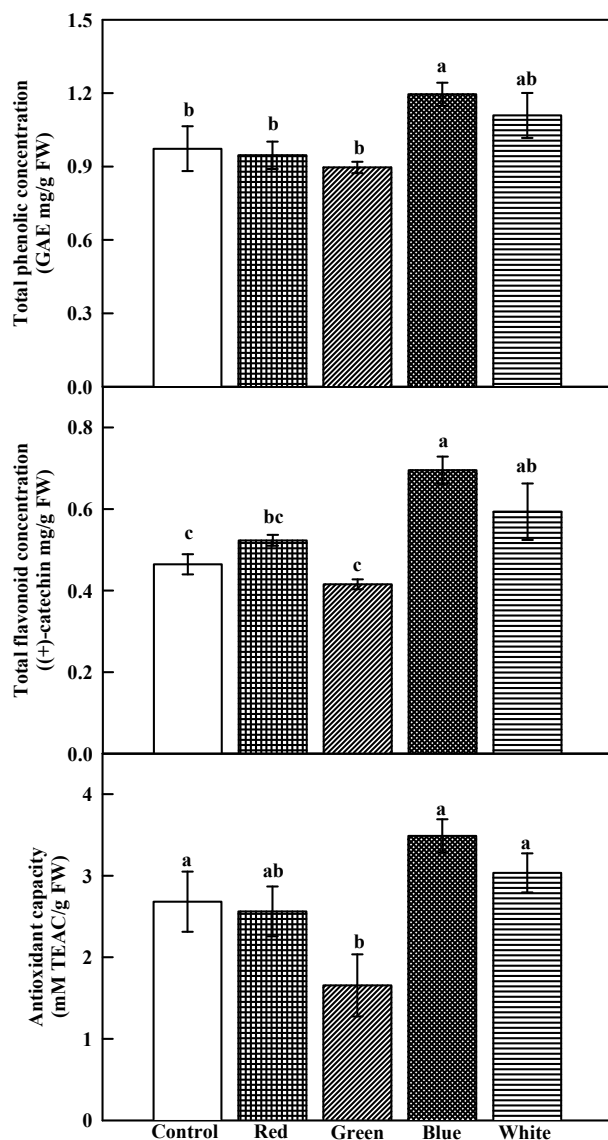 Total phenolic concentration
(GAE mg/g FW)
1.5
1.2
0.9
0.6
0.3
0.0
b
b
b
a
ab
Total flavonoid concentration
((+)-catechin mg/g FW)
0.8
0.6
0.4
0.2
0.0
c
bc
c
a
ab
Antioxidant capacity
(mM TEAC/g FW)
4
3
2
1
0
a
ab
b
a
a
Control Red Green Blue White